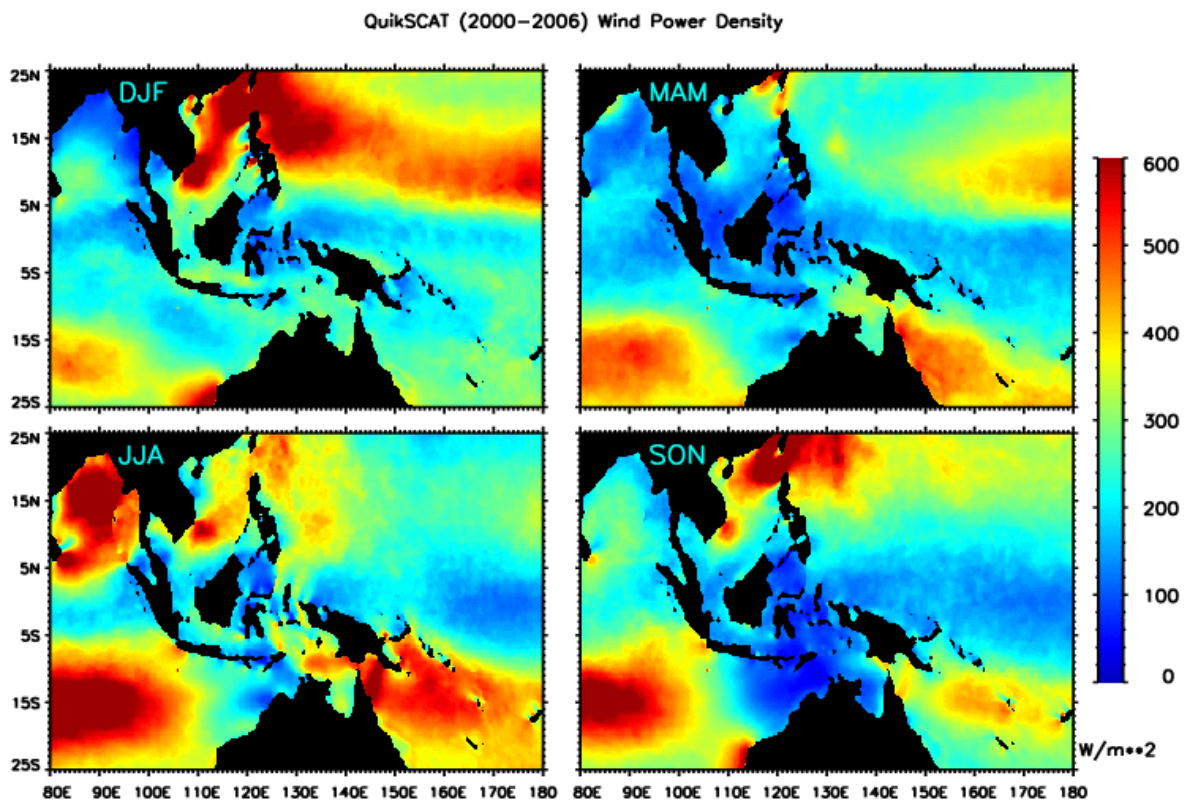 QuikSCAT (2000-2006) Wind Power Density
25N
15N
5N
5S
15S
25S
DJF
MAM
600
500
400
300
200
100
0
W/m**2
25N
15N
5N
5S
15S
25S
JJA
SON
80E 90E 100E 110E 120E 130E 140E 150E 160E 170E 180
80E 90E 100E 110E 120E 130E 140E 150E 160E 170E 180